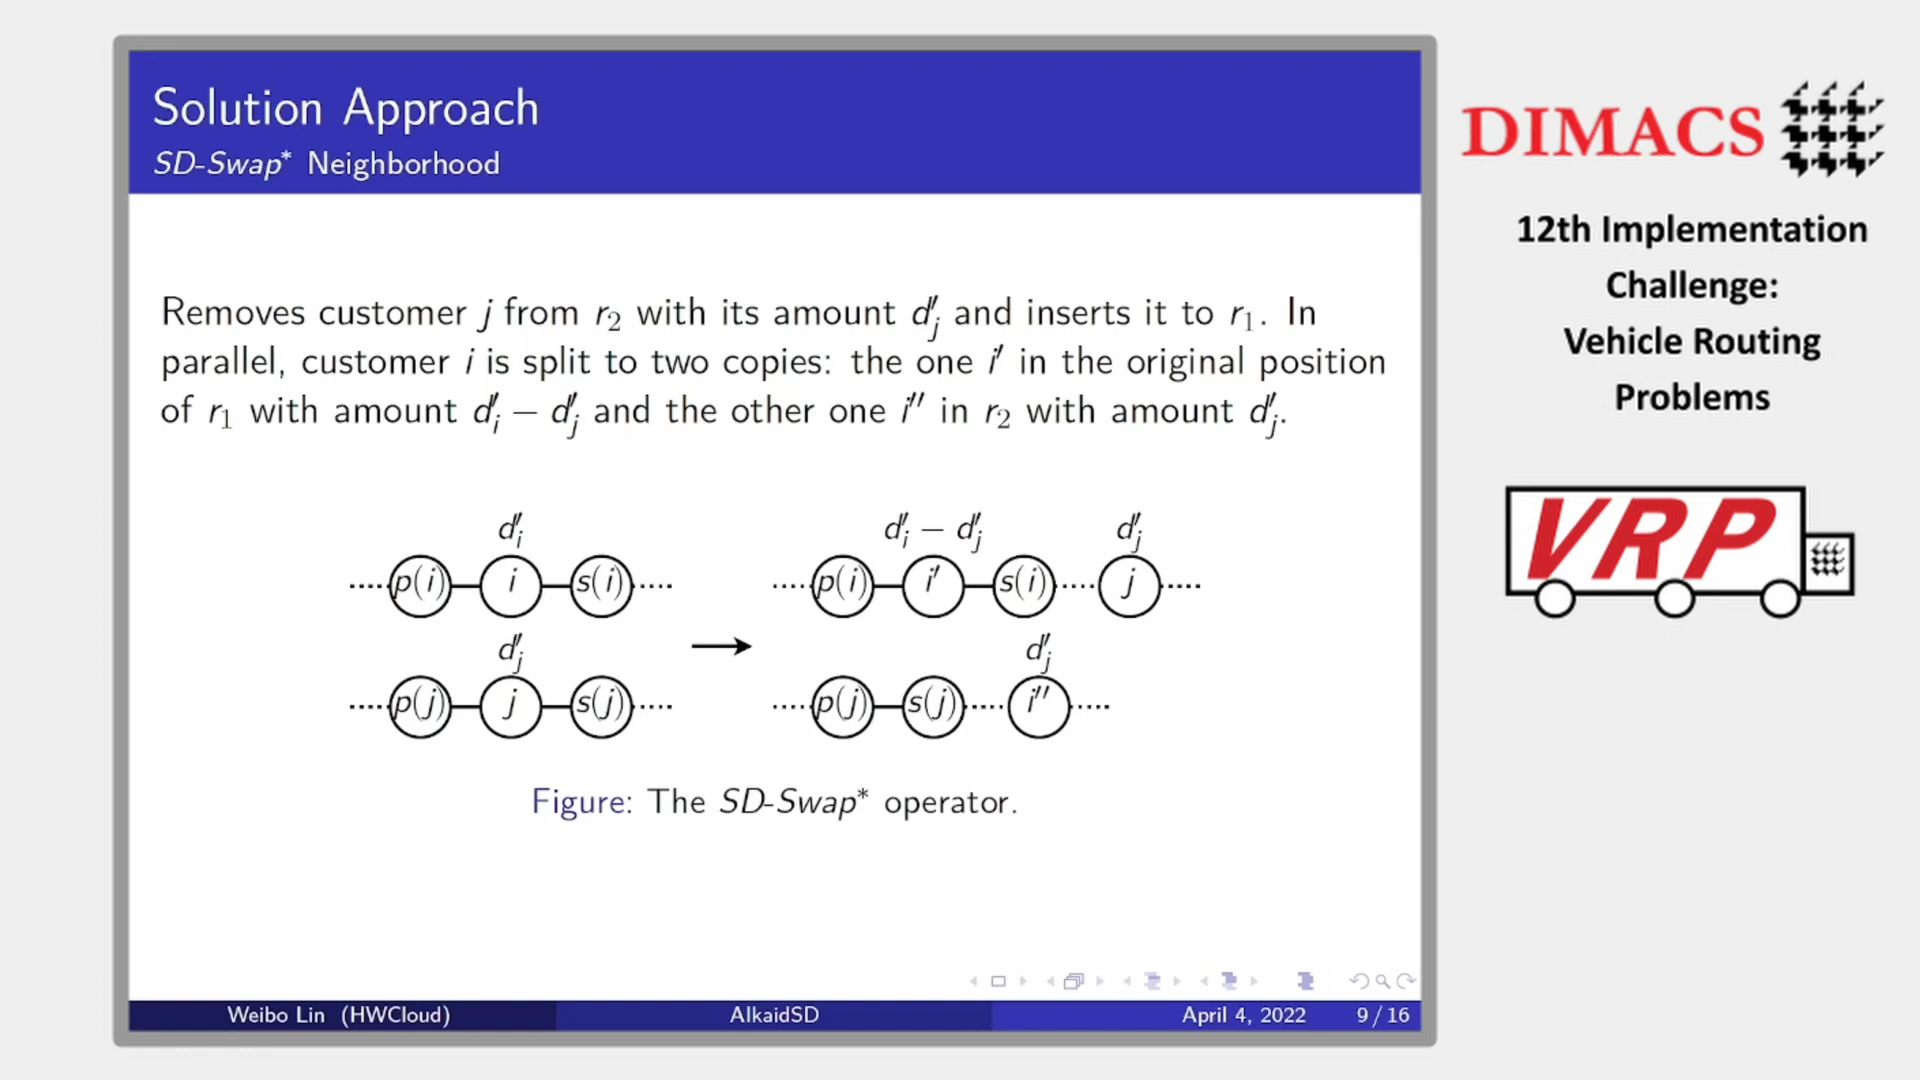 Solution Approach
SD-Swap* Neighborhood
Removes customer j from r₂ with its amount d′ⱼ and inserts it to r₁. In
parallel, customer i is split to two copies: the one i′ in the original position
of r₁ with amount d′ᵢ − d′ⱼ and the other one i′′ in r₂ with amount d′ⱼ.
d′ᵢ
p(i) i s(i)
d′ⱼ
p(j) j s(j)
d′ᵢ − d′ⱼ d′ⱼ
p(i) i′ s(i) j
d′ⱼ
p(j) s(j) i′′
Figure: The SD-Swap* operator.
Weibo Lin (HWCloud) AlkaidSD April 4, 2022 9 / 16
DIMACS
12th Implementation
Challenge:
Vehicle Routing
Problems
VRP